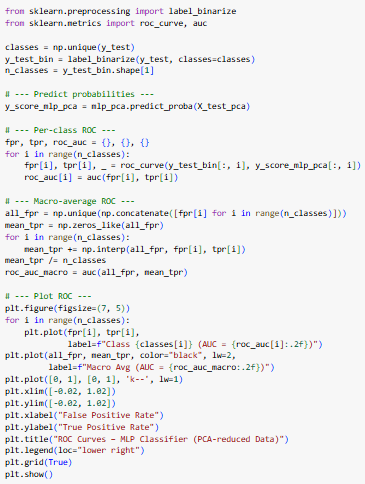 from sklearn.preprocessing import label_binarize
from sklearn.metrics import roc_curve, auc

classes = np.unique(y_test)
y_test_bin = label_binarize(y_test, classes=classes)
n_classes = y_test_bin.shape[1]

# --- Predict probabilities ---
y_score_mlp_pca = mlp_pca.predict_proba(X_test_pca)

# --- Per-class ROC ---
fpr, tpr, roc_auc = {}, {}, {}
for i in range(n_classes):
    fpr[i], tpr[i], _ = roc_curve(y_test_bin[:, i], y_score_mlp_pca[:, i])
    roc_auc[i] = auc(fpr[i], tpr[i])

# --- Macro-average ROC ---
all_fpr = np.unique(np.concatenate([fpr[i] for i in range(n_classes)]))
mean_tpr = np.zeros_like(all_fpr)
for i in range(n_classes):
    mean_tpr += np.interp(all_fpr, fpr[i], tpr[i])
mean_tpr /= n_classes
roc_auc_macro = auc(all_fpr, mean_tpr)

# --- Plot ROC ---
plt.figure(figsize=(7, 5))
for i in range(n_classes):
    plt.plot(fpr[i], tpr[i],
             label=f"Class {classes[i]} (AUC = {roc_auc[i]:.2f})")
plt.plot(all_fpr, mean_tpr, color="black", lw=2,
         label=f"Macro Avg (AUC = {roc_auc_macro:.2f})")
plt.plot([0, 1], [0, 1], 'k--', lw=1)
plt.xlim([-0.02, 1.02])
plt.ylim([-0.02, 1.02])
plt.xlabel("False Positive Rate")
plt.ylabel("True Positive Rate")
plt.title("ROC Curves – MLP Classifier (PCA-reduced Data)")
plt.legend(loc="lower right")
plt.grid(True)
plt.show()